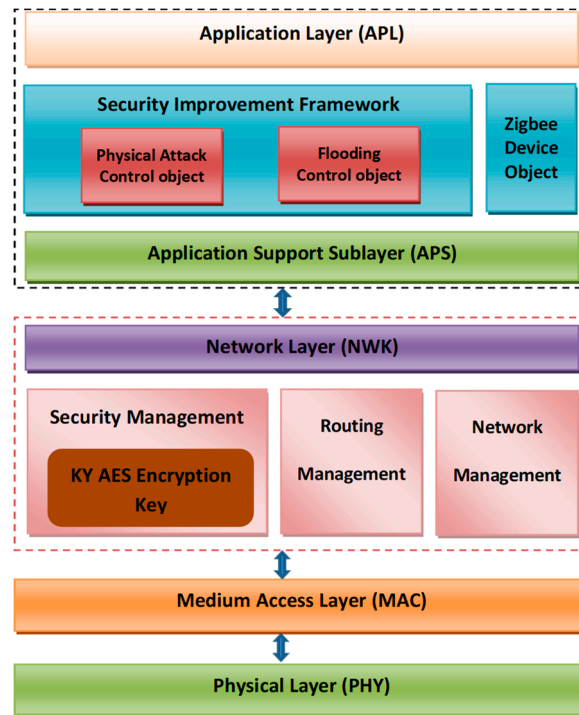 Application Layer (APL)
Security Improvement Framework
Physical Attack
Control object
Flooding
Control object
Zigbee
Device
Object
Application Support Sublayer (APS)
Network Layer (NWK)
Security Management
KY AES Encryption
Key
Routing
Management
Network
Management
Medium Access Layer (MAC)
Physical Layer (PHY)